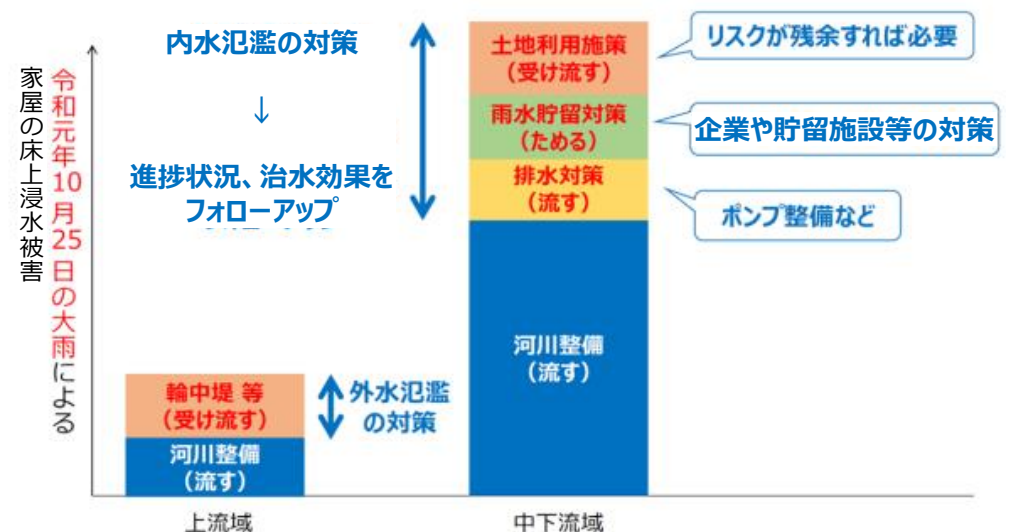 内水氾濫の対策
↓
進捗状況、治水効果を
フォローアップ
令和元年10月25日の大雨による
家屋の床上浸水被害
土地利用施策
(受け流す)
雨水貯留対策
(ためる)
排水対策
(流す)
河川整備
(流す)
リスクが残余すれば必要
企業や貯留施設等の対策
ポンプ整備など
輪中堤 等
(受け流す)
河川整備
(流す)
外水氾濫
の対策
上流域
中下流域